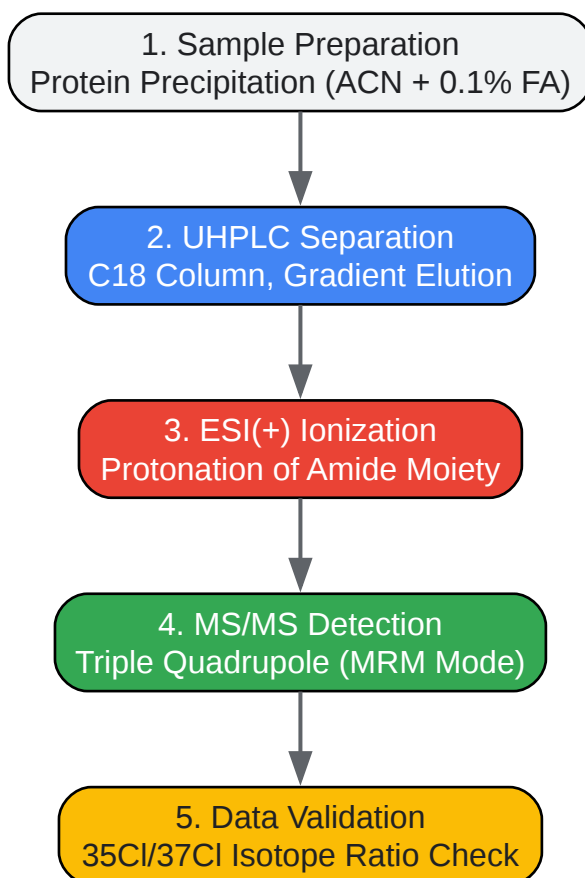 1. Sample Preparation
Protein Precipitation (ACN + 0.1% FA)
2. UHPLC Separation
C18 Column, Gradient Elution
3. ESI(+) Ionization
Protonation of Amide Moiety
4. MS/MS Detection
Triple Quadrupole (MRM Mode)
5. Data Validation
35Cl/37Cl Isotope Ratio Check